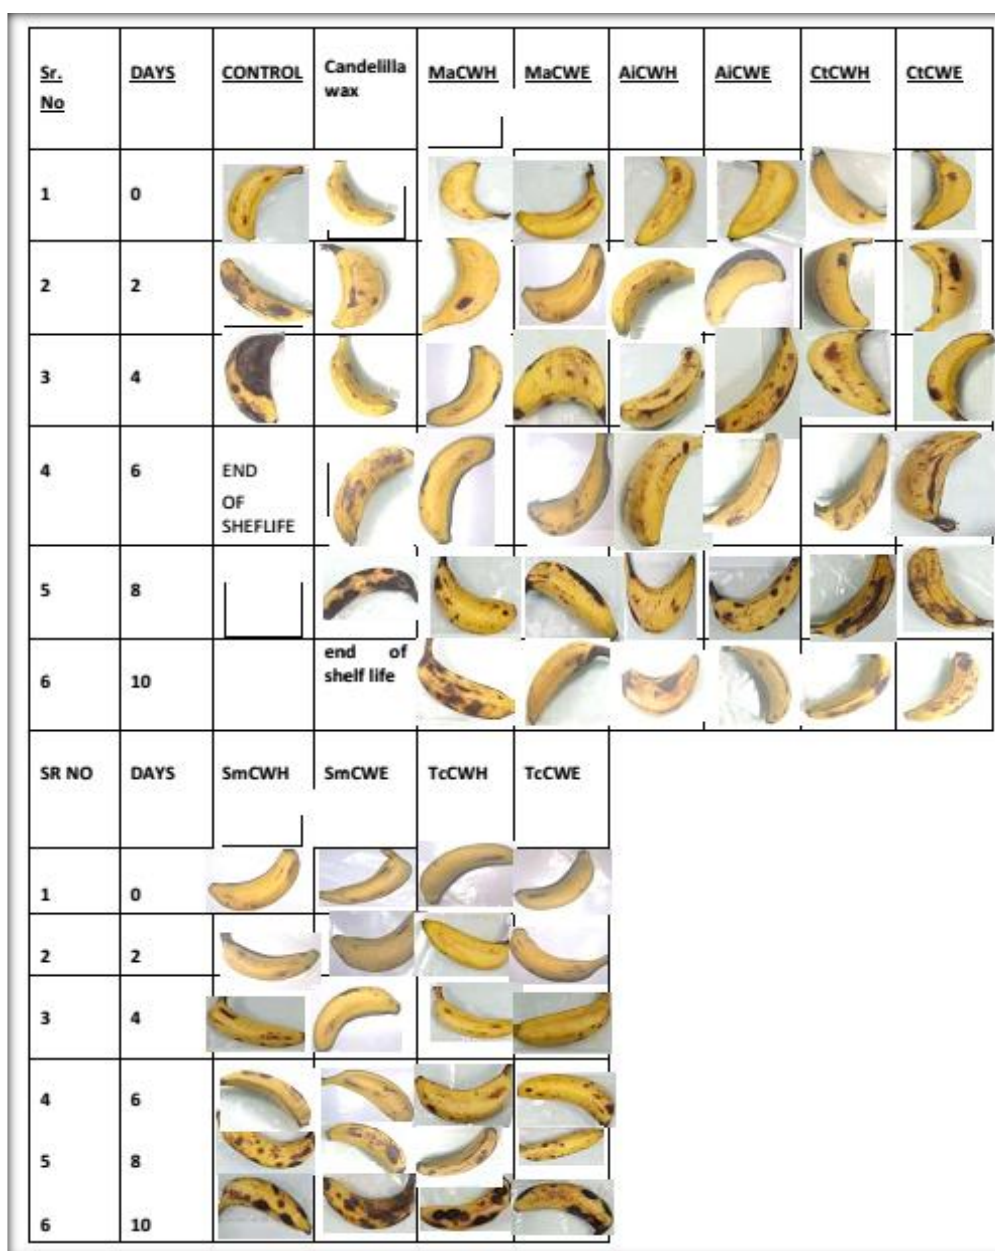 Sr. No DAYS CONTROL Candelilla wax MaCWH MaCWE AiCWH AiCWE CtCWH CtCWE
1 0
2 2
3 4
4 6 END OF SHEFLIFE
5 8
6 10 end of shelf life
SR NO DAYS SmCWH SmCWE TcCWH TcCWE
1 0
2 2
3 4
4 6
5 8
6 10